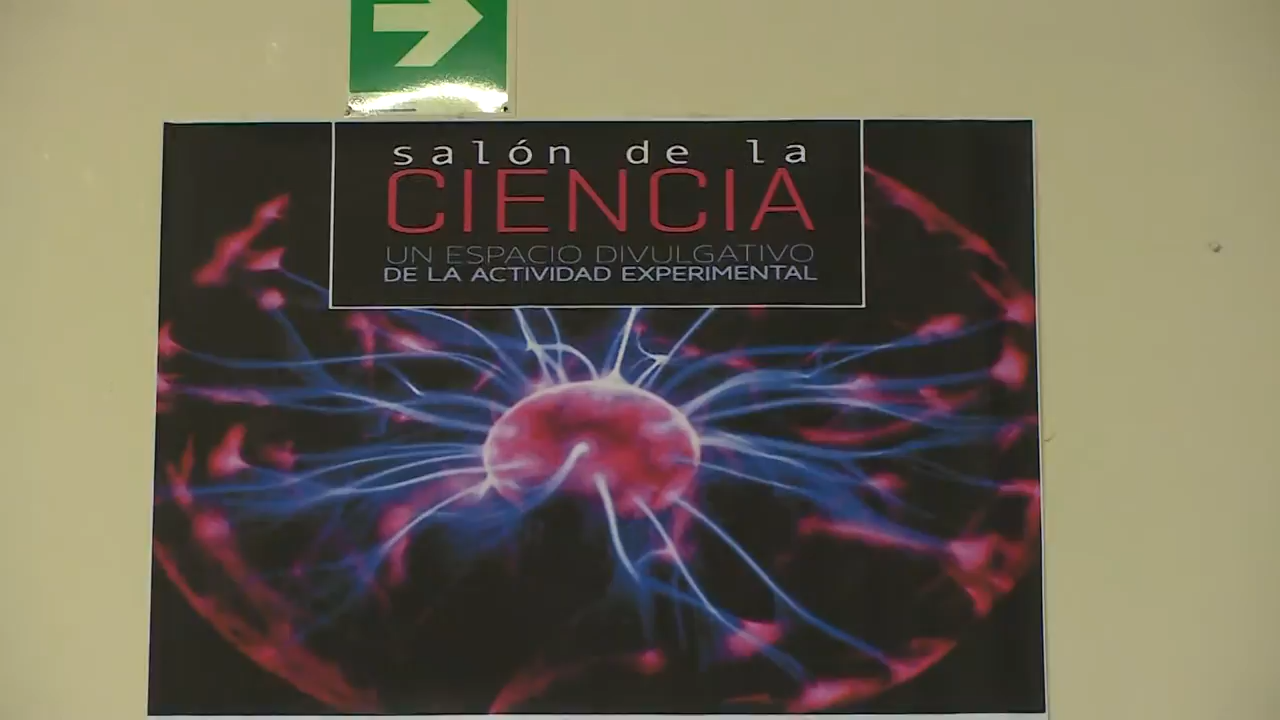 salón de la
CIENCIA
UN ESPACIO DIVULGATIVO
DE LA ACTIVIDAD EXPERIMENTAL